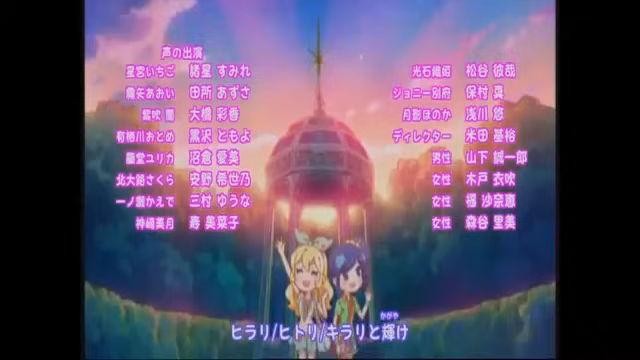 声の出演
星宮いちご 諸星 すみれ
霧矢あおい 田所 あずさ
紫吹 蘭 大橋 彩香
有栖川おとめ 黒沢 ともよ
藤堂ユリカ 沼倉 愛美
北大路さくら 安野 希世乃
一ノ瀬かえで 三村 ゆうな
神崎美月 寿 美菜子
光石織姫 松谷 彼哉
ジョニー別府 保村 真
月影ほのか 浅川 悠
ディレクター 米田 基裕
男性 山下 誠一郎
女性 木戸 衣吹
女性 福 沙奈恵
女性 森谷 里美
ヒラリ/ヒトリ/キラリと輝け
かがや